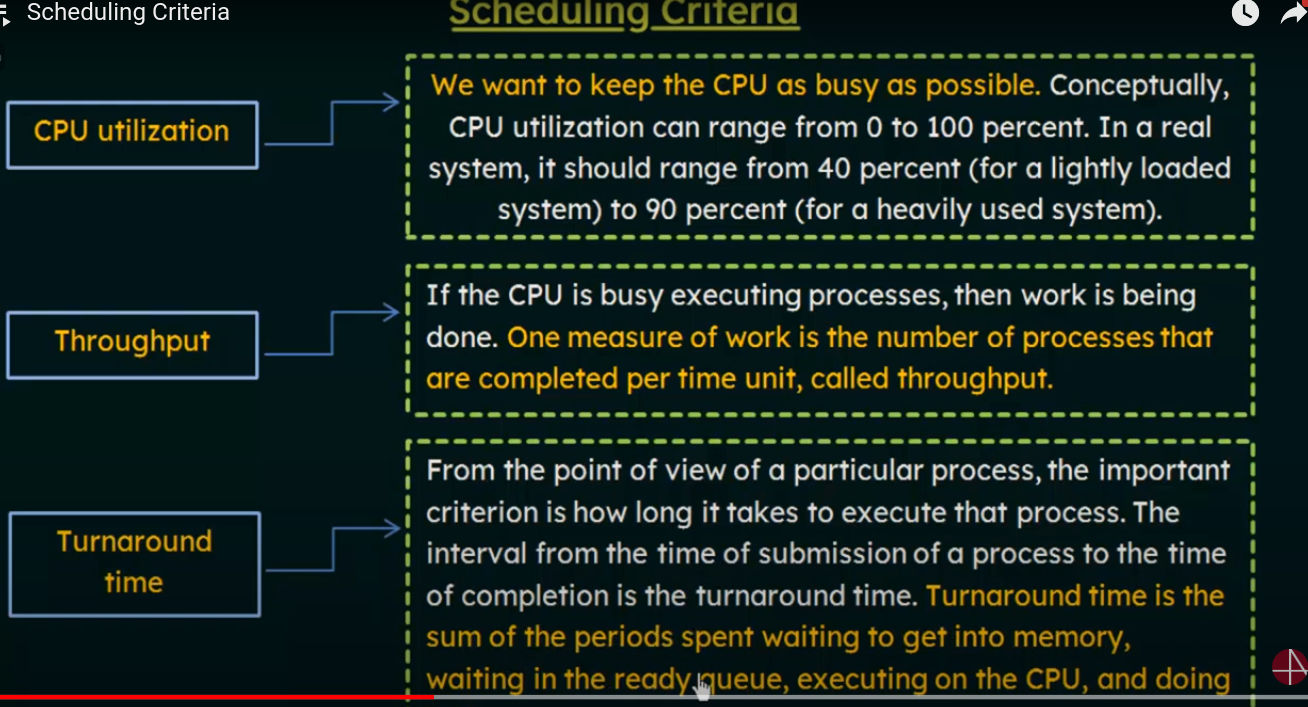 Scheduling Criteria
Scheduling Criteria
CPU utilization
We want to keep the CPU as busy as possible. Conceptually,
CPU utilization can range from 0 to 100 percent. In a real
system, it should range from 40 percent (for a lightly loaded
system) to 90 percent (for a heavily used system).
Throughput
If the CPU is busy executing processes, then work is being
done. One measure of work is the number of processes that
are completed per time unit, called throughput.
Turnaround
time
From the point of view of a particular process, the important
criterion is how long it takes to execute that process. The
interval from the time of submission of a process to the time
of completion is the turnaround time. Turnaround time is the
sum of the periods spent waiting to get into memory,
waiting in the ready queue, executing on the CPU, and doing